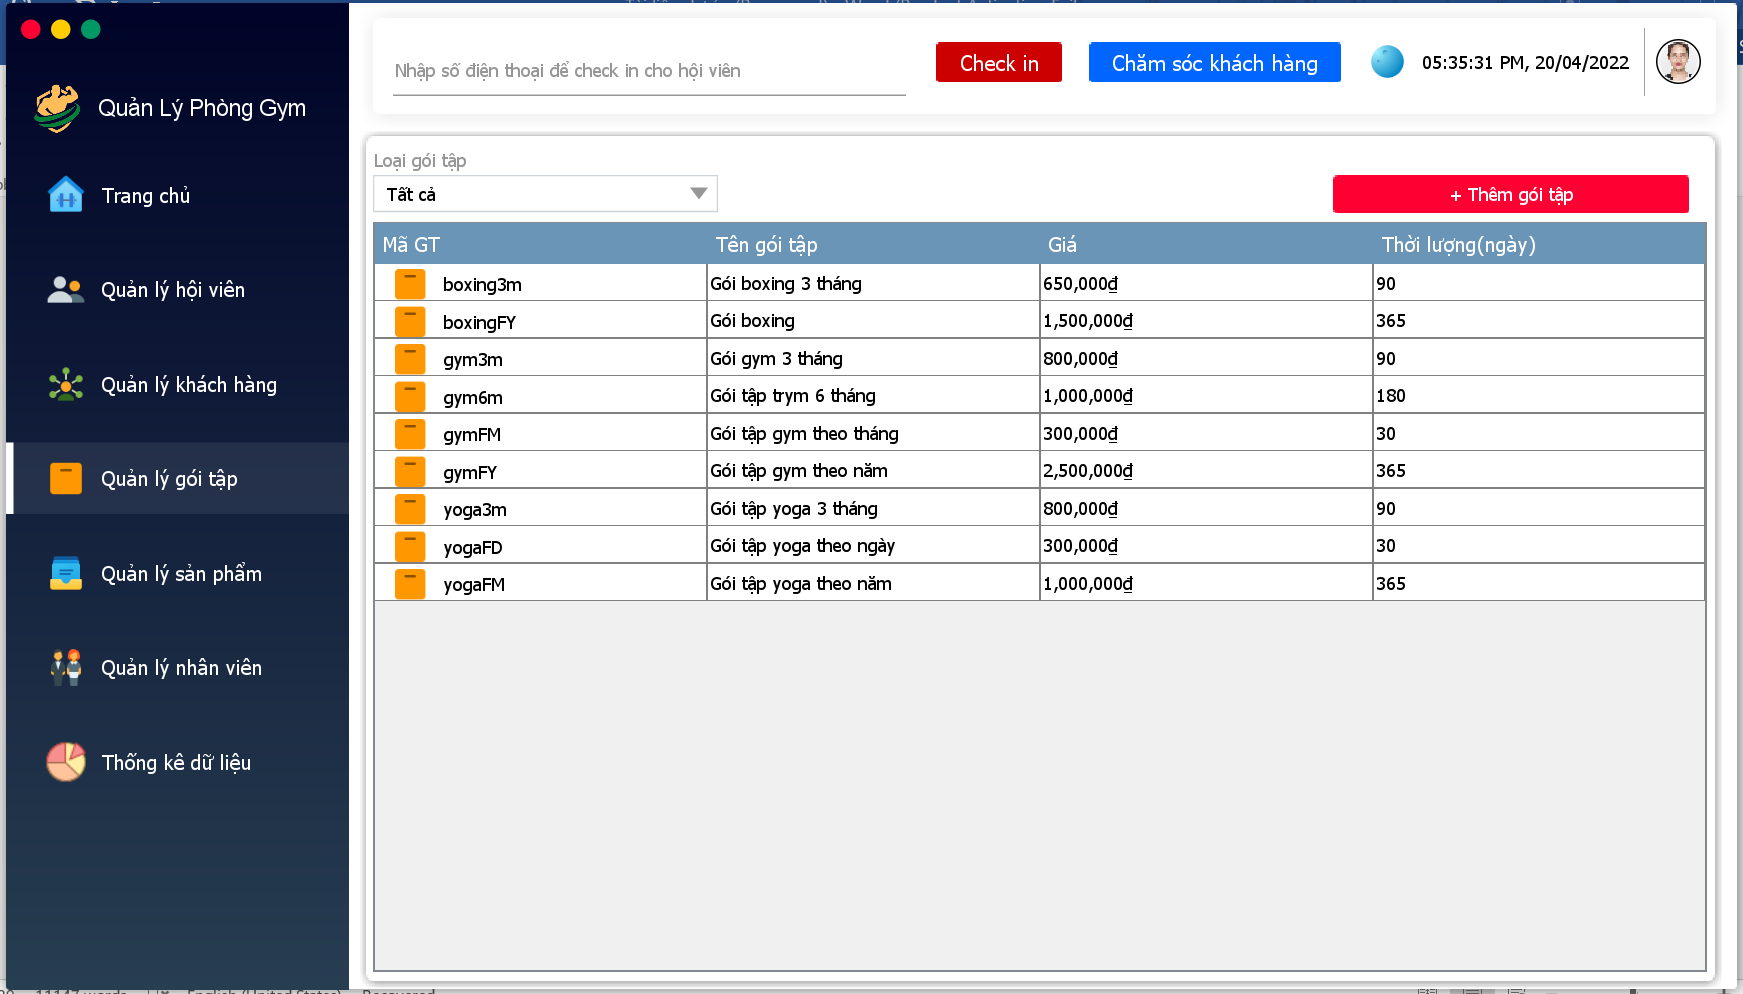 Quản Lý Phòng Gym
Trang chủ
Quản lý hội viên
Quản lý khách hàng
Quản lý gói tập
Quản lý sản phẩm
Quản lý nhân viên
Thống kê dữ liệu
Nhập số điện thoại để check in cho hội viên
Check in
Chăm sóc khách hàng
05:35:31 PM, 20/04/2022
Loại gói tập
Tất cả
+ Thêm gói tập
Mã GT Tên gói tập Giá Thời lượng(ngày)
boxing3m Gói boxing 3 tháng 650,000₫ 90
boxingFY Gói boxing 1,500,000₫ 365
gym3m Gói gym 3 tháng 800,000₫ 90
gym6m Gói tập trym 6 tháng 1,000,000₫ 180
gymFM Gói tập gym theo tháng 300,000₫ 30
gymFY Gói tập gym theo năm 2,500,000₫ 365
yoga3m Gói tập yoga 3 tháng 800,000₫ 90
yogaFD Gói tập yoga theo ngày 300,000₫ 30
yogaFM Gói tập yoga theo năm 1,000,000₫ 365